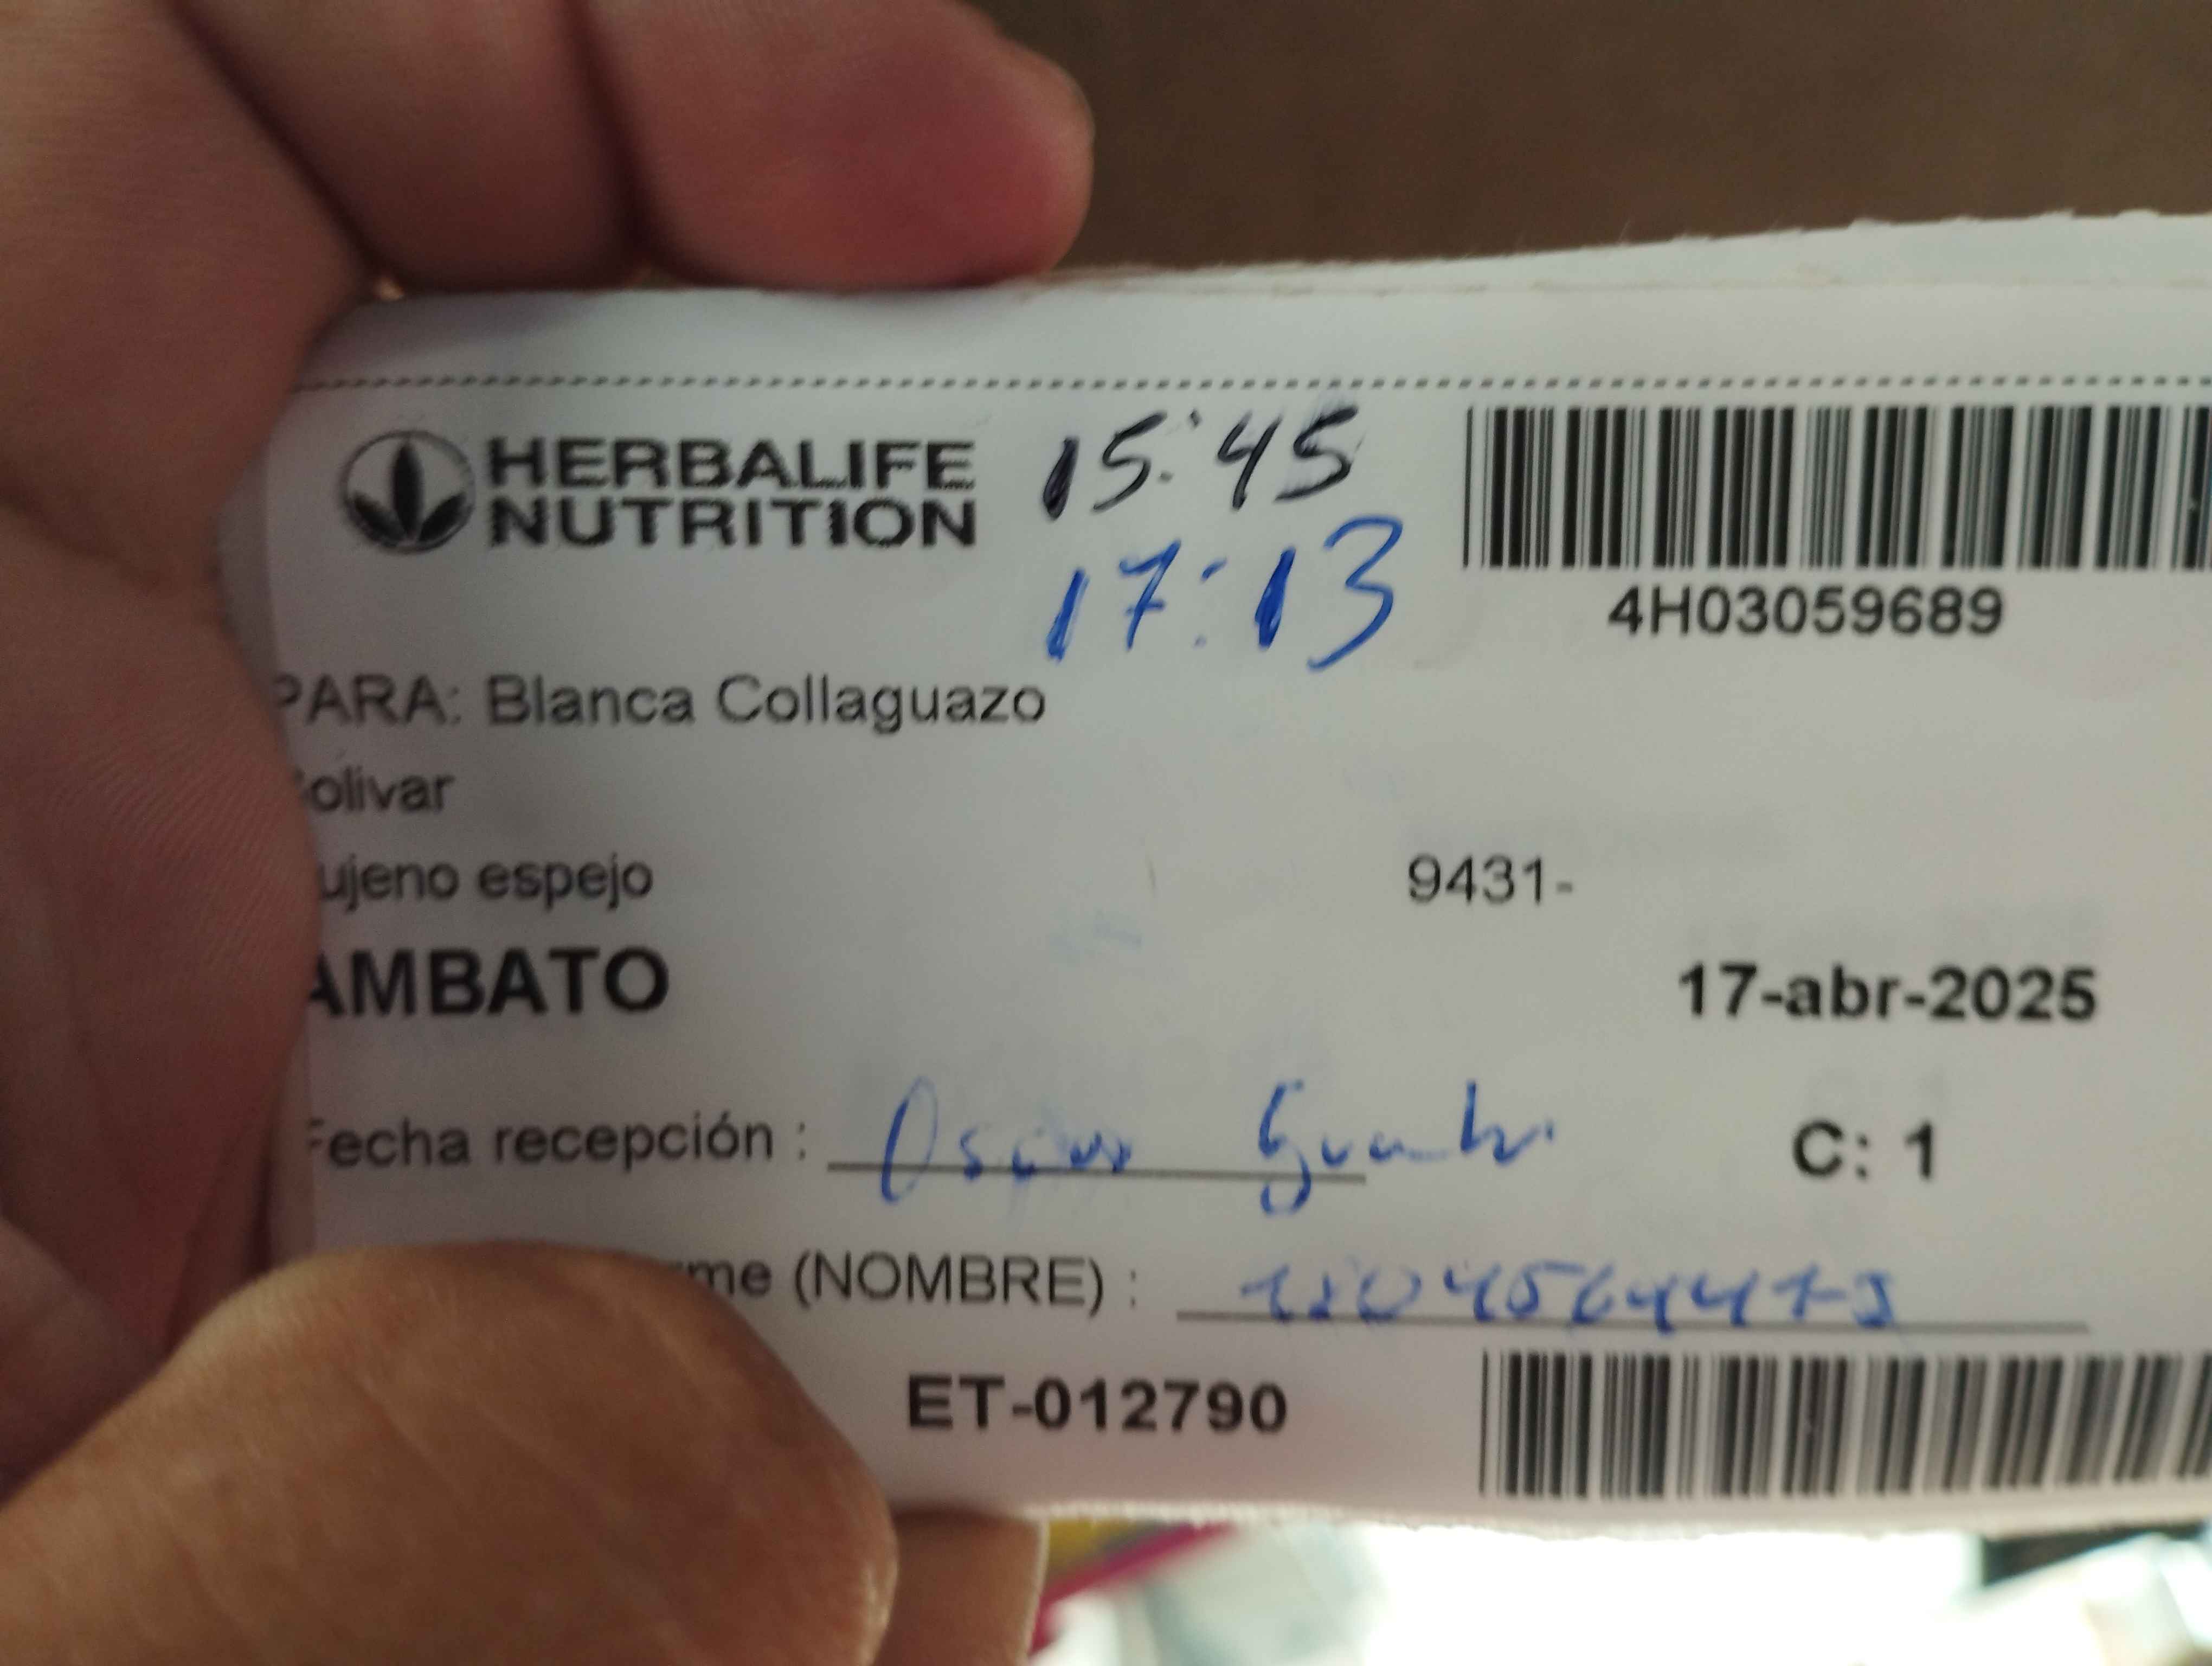 HERBALIFE
NUTRITION
15:45
17:13
4H03059689
PARA: Blanca Collaguazo
olivar
ujeno espejo
9431-
AMBATO
17-abr-2025
Fecha recepción : Oscar
C: 1
me (NOMBRE) :
ET-012790